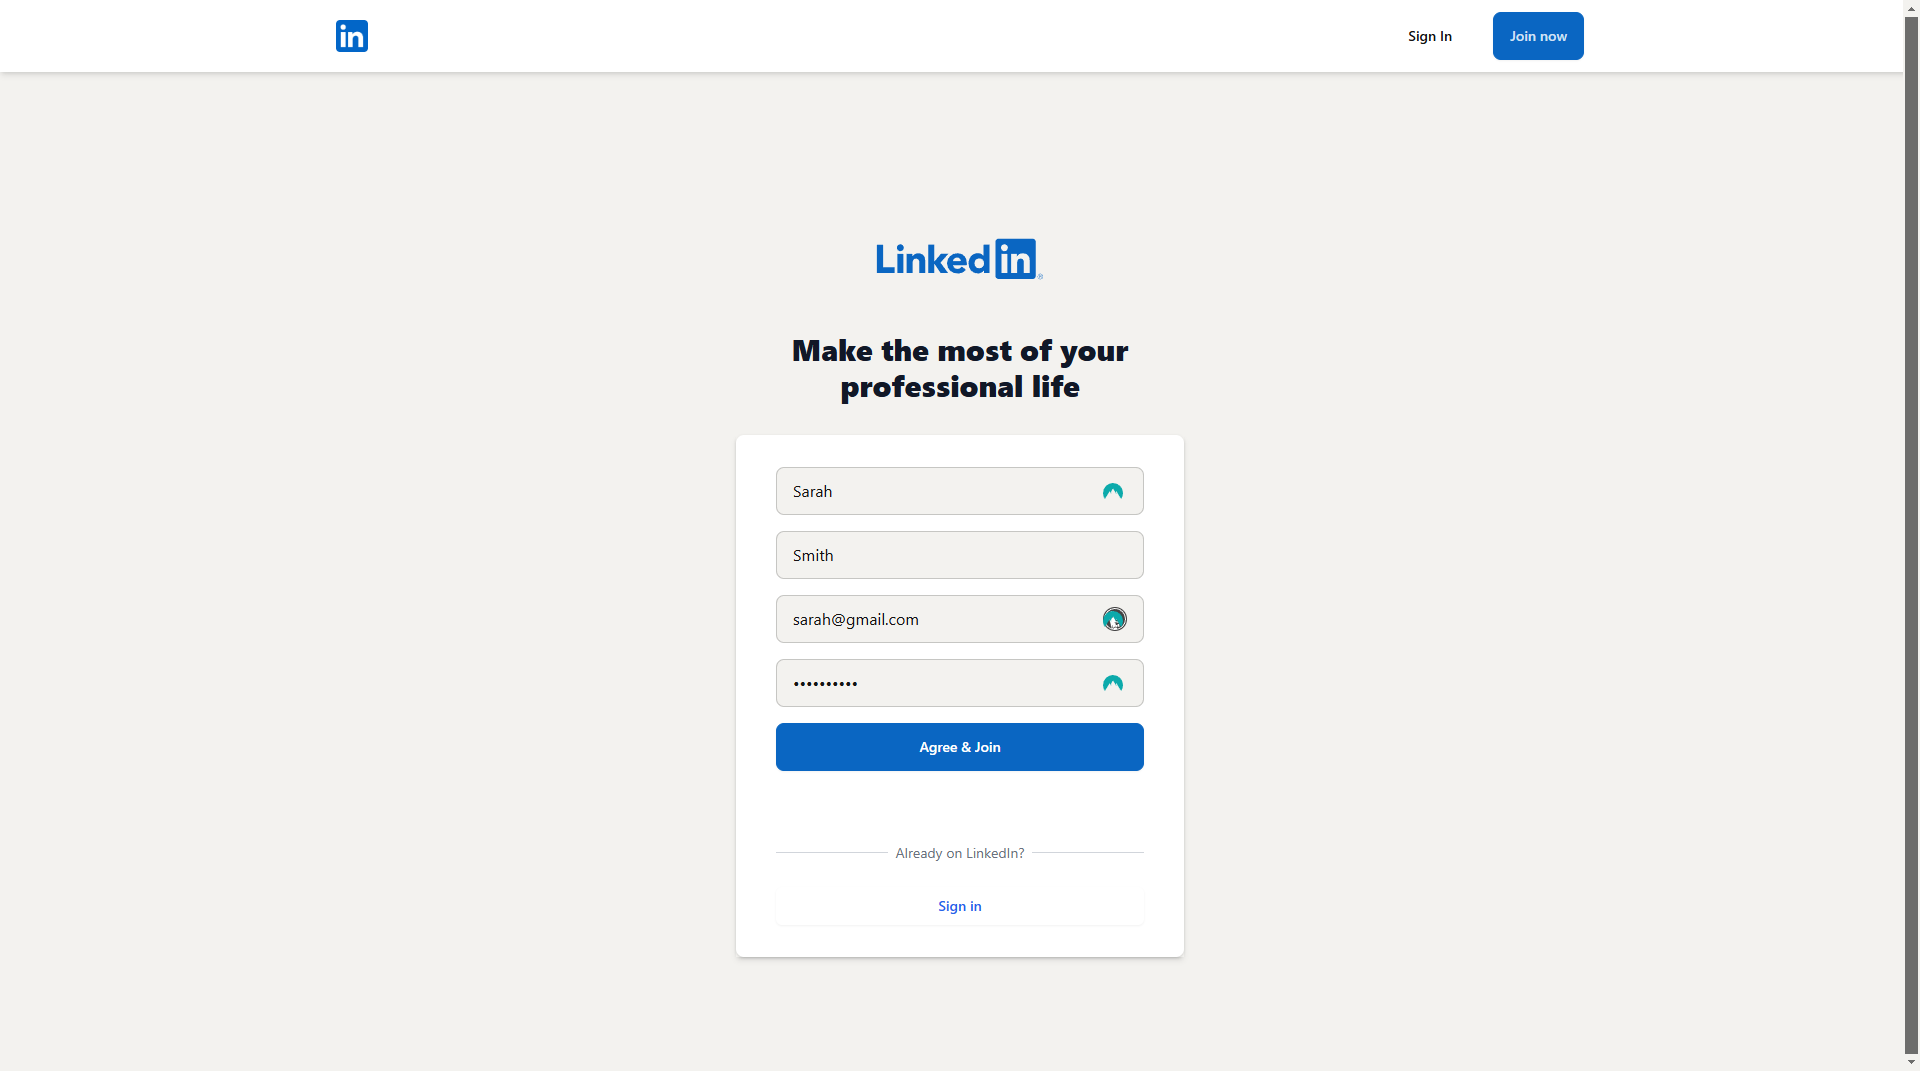 in
Sign In
Join now
Linkedin®
Make the most of your
professional life
Sarah
Smith
sarah@gmail.com
••••••••••
Agree & Join
Already on LinkedIn?
Sign in